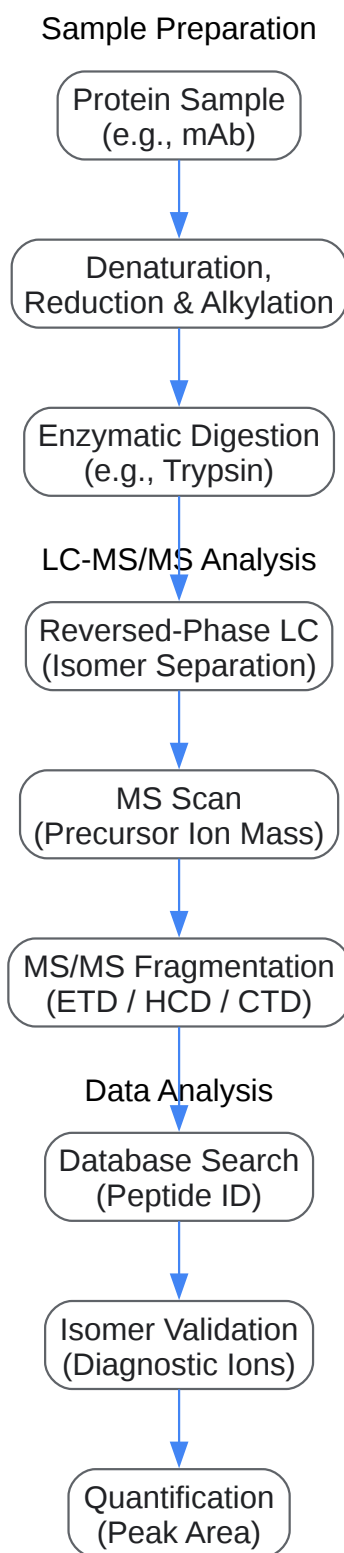 Sample Preparation
Protein Sample
(e.g., mAb)
Denaturation,
Reduction & Alkylation
Enzymatic Digestion
(e.g., Trypsin)
LC-MS/MS Analysis
Reversed-Phase LC
(Isomer Separation)
MS Scan
(Precursor Ion Mass)
MS/MS Fragmentation
(ETD / HCD / CTD)
Data Analysis
Database Search
(Peptide ID)
Isomer Validation
(Diagnostic Ions)
Quantification
(Peak Area)